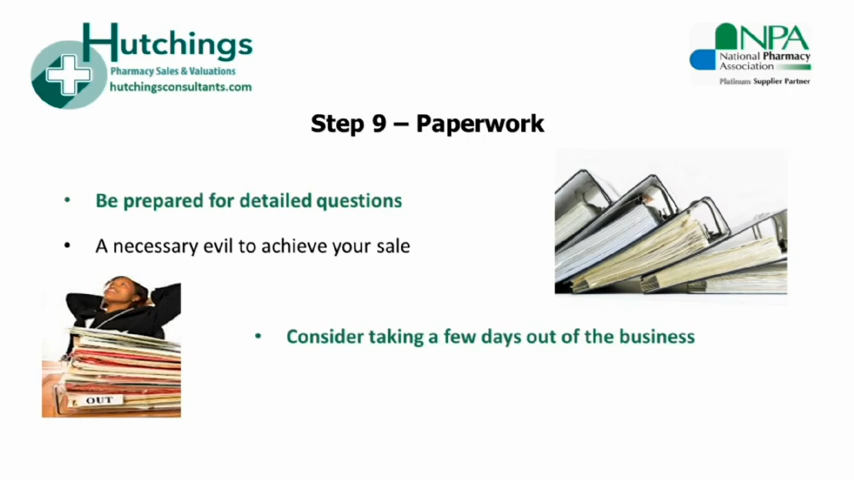 Hutchings
Pharmacy Sales & Valuations
hutchingsconsultants.com
NPA
National Pharmacy
Association
Platinum Supplier Partner
Step 9 – Paperwork
• Be prepared for detailed questions
• A necessary evil to achieve your sale
• Consider taking a few days out of the business
OUT